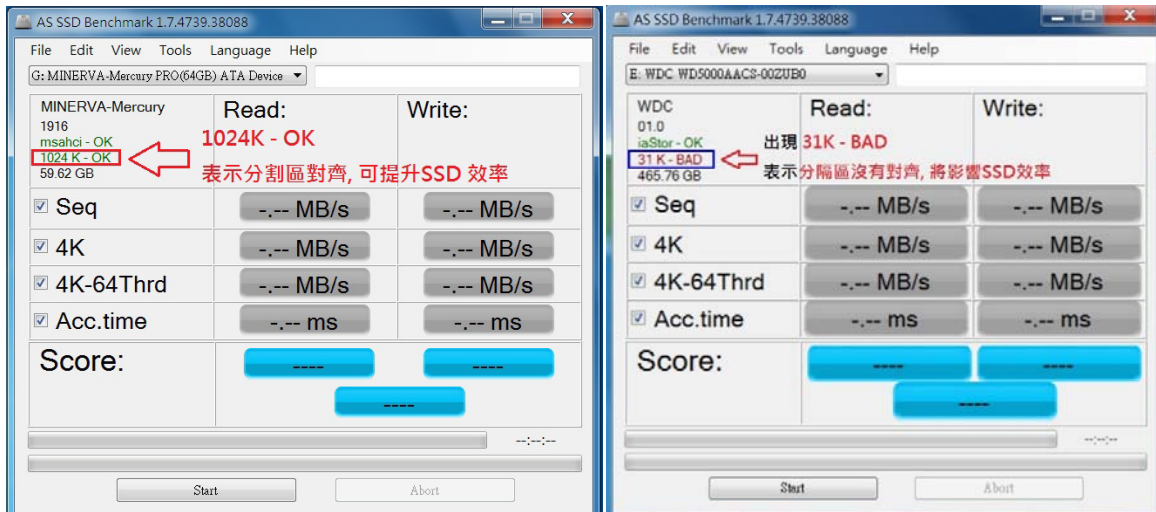 AS SSD Benchmark 1.7.4739.38088
File Edit View Tools Language Help
G: MINERVA-Mercury PRO(64GB) ATA Device
MINERVA-Mercury
1916
msahci - OK
1024 K - OK
59.62 GB
Read:
Write:
1024K - OK
表示分割區對齊, 可提升SSD 效率
Seq
-.-- MB/s
-.-- MB/s
4K
-.-- MB/s
-.-- MB/s
4K-64Thrd
-.-- MB/s
-.-- MB/s
Acc.time
-.-- ms
-.-- ms
Score:
----
----
----
--:--:--
Start
Abort
AS SSD Benchmark 1.7.4739.38088
File Edit View Tools Language Help
E: WDC WD5000AACS-00ZUB0
WDC
01.0
iaStor - OK
31 K - BAD
465.76 GB
Read:
Write:
出現 31K - BAD
表示分隔區沒有對齊, 將影響SSD效率
Seq
-.-- MB/s
-.-- MB/s
4K
-.-- MB/s
-.-- MB/s
4K-64Thrd
-.-- MB/s
-.-- MB/s
Acc.time
-.-- ms
-.-- ms
Score:
----
----
----
--:--:--
Start
Abort